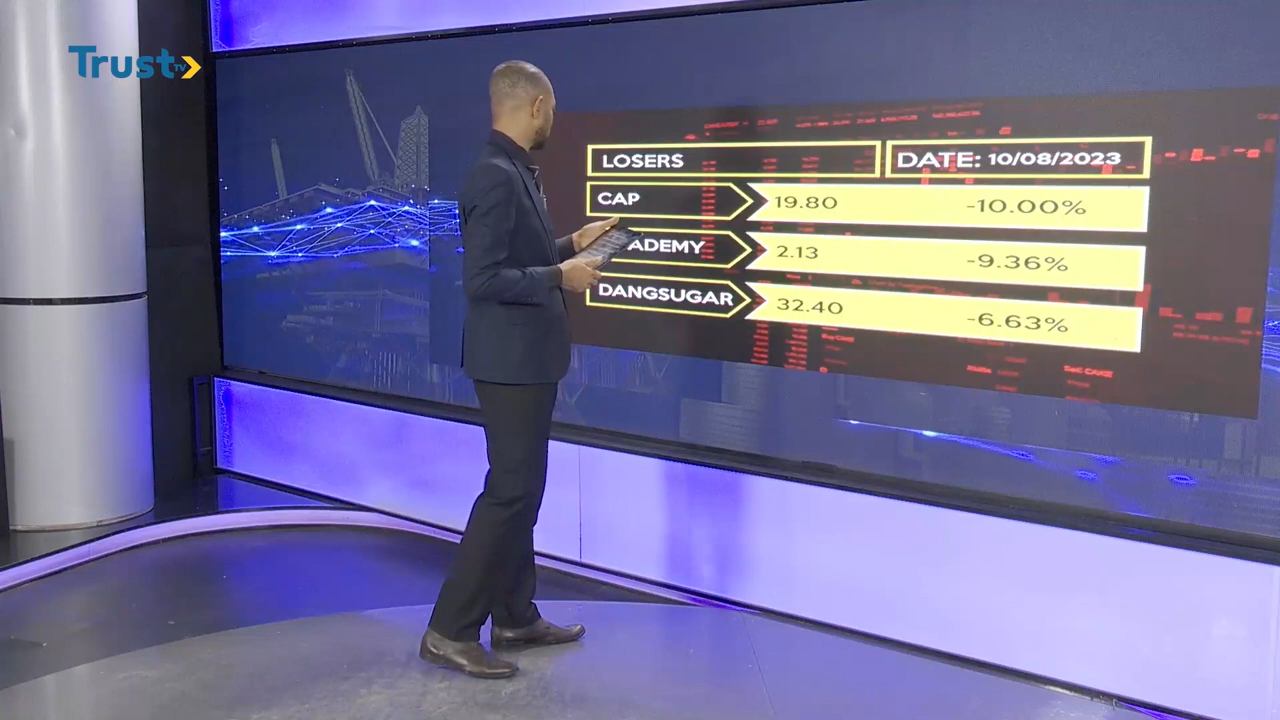 Trust TV
LOSERS DATE: 10/08/2023
CAP 19.80 -10.00%
ADEMY 2.13 -9.36%
DANGSUGAR 32.40 -6.63%